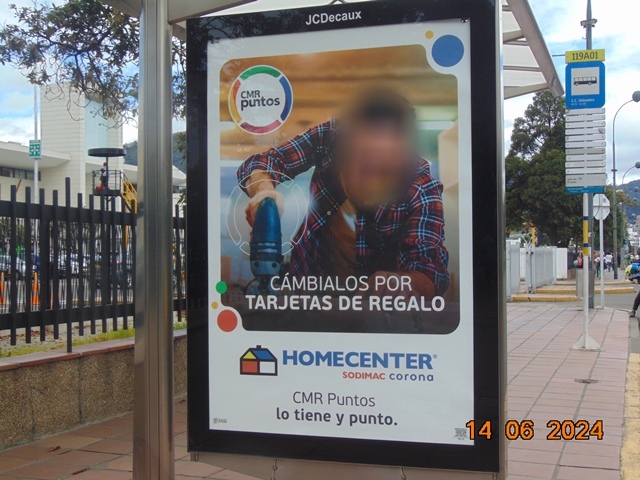 JCDecaux
CMR
puntos
CÁMBIALOS POR
TARJETAS DE REGALO
HOMECENTER
SODIMAC corona
CMR Puntos
lo tiene y punto.
119A01
14 06 2024